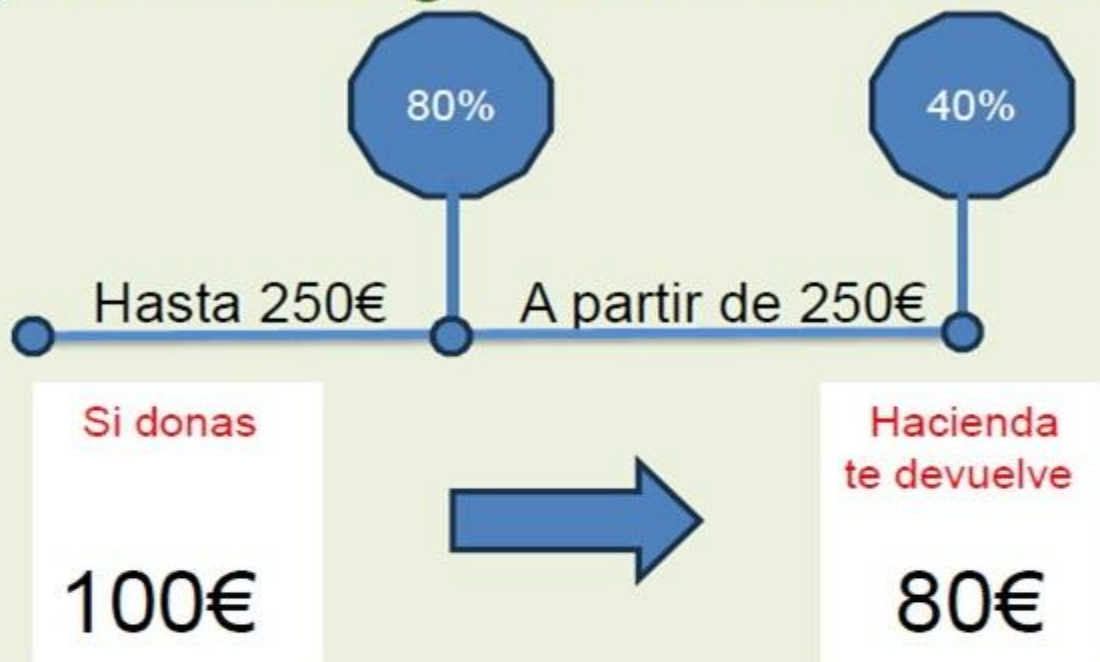 80%
40%
Hasta 250€
A partir de 250€
Si donas
100€
Hacienda
te devuelve
80€